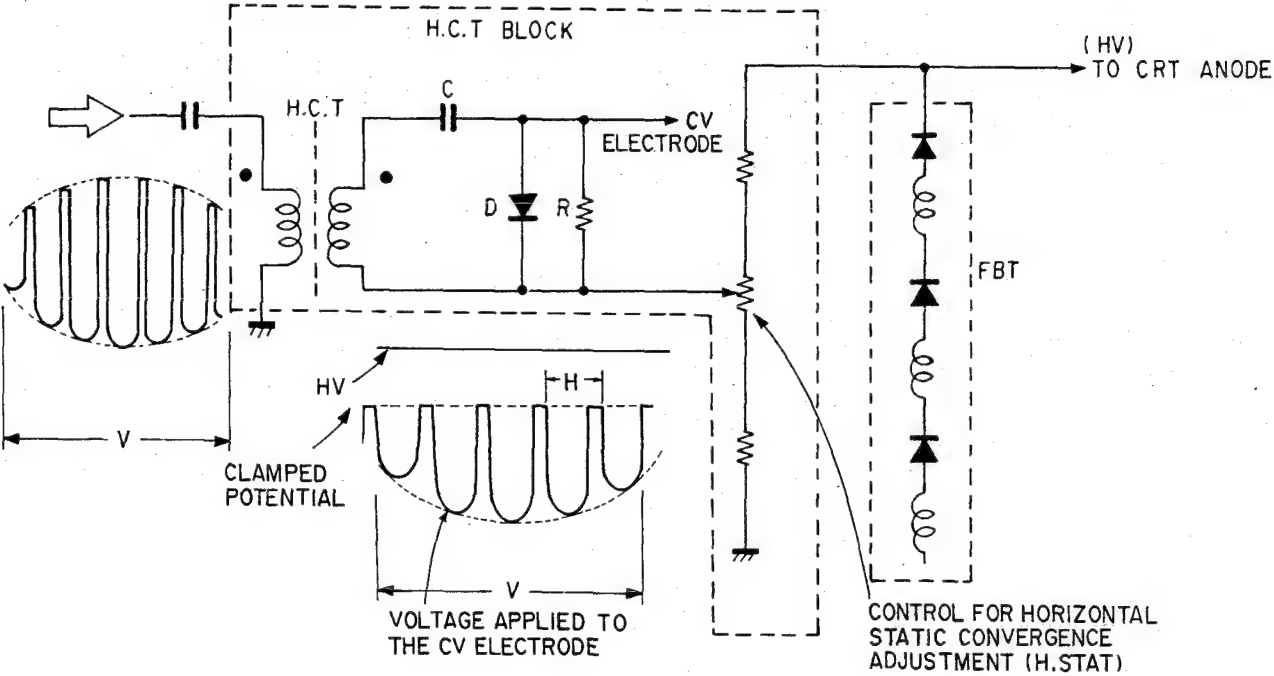 H.C.T BLOCK
(HV)
TO CRT ANODE
C
H.C.T
CV
ELECTRODE
D
R
FBT
HV
H
V
CLAMPED
POTENTIAL
V
VOLTAGE APPLIED TO
THE CV ELECTRODE
CONTROL FOR HORIZONTAL
STATIC CONVERGENCE
ADJUSTMENT (H.STAT)